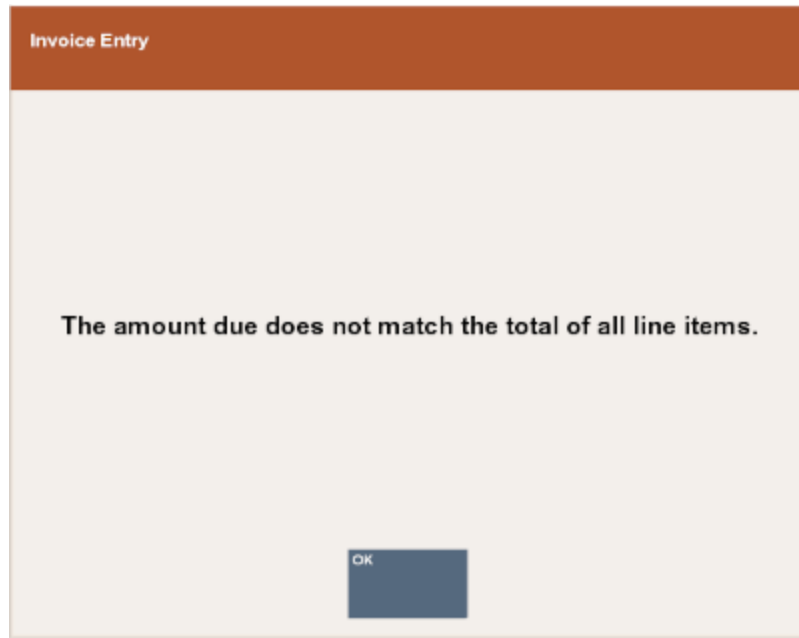 Invoice Entry
The amount due does not match the total of all line items.
OK